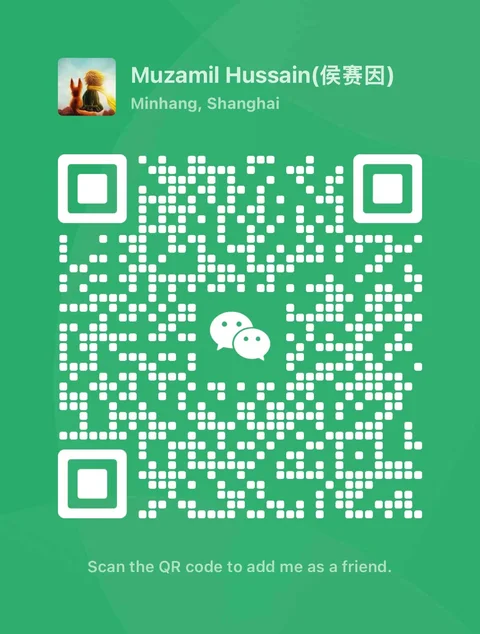 Muzamil Hussain(侯赛因)
Minhang, Shanghai
Scan the QR code to add me as a friend.